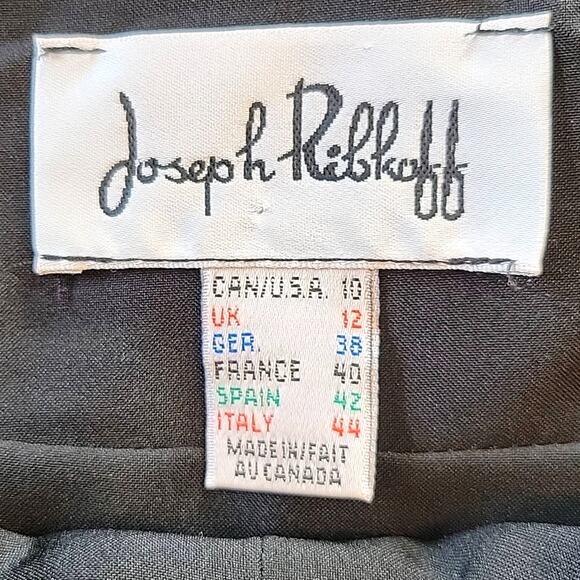 Joseph Ribkoff
CAN/U.S.A. 10
UK 12
GER. 38
FRANCE 40
SPAIN 42
ITALY 44
MADE IN/FAIT
AU CANADA